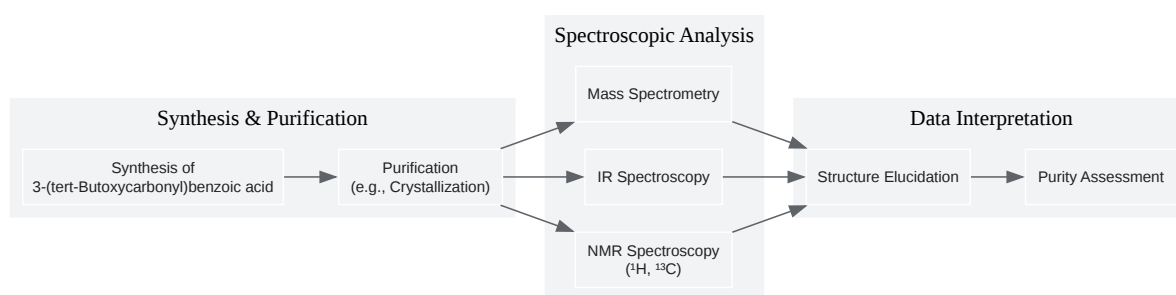 Synthesis & Purification
Synthesis of
3-(tert-Butoxycarbonyl)benzoic acid
Purification
(e.g., Crystallization)
Spectroscopic Analysis
Mass Spectrometry
IR Spectroscopy
NMR Spectroscopy
(¹H, ¹³C)
Data Interpretation
Structure Elucidation
Purity Assessment